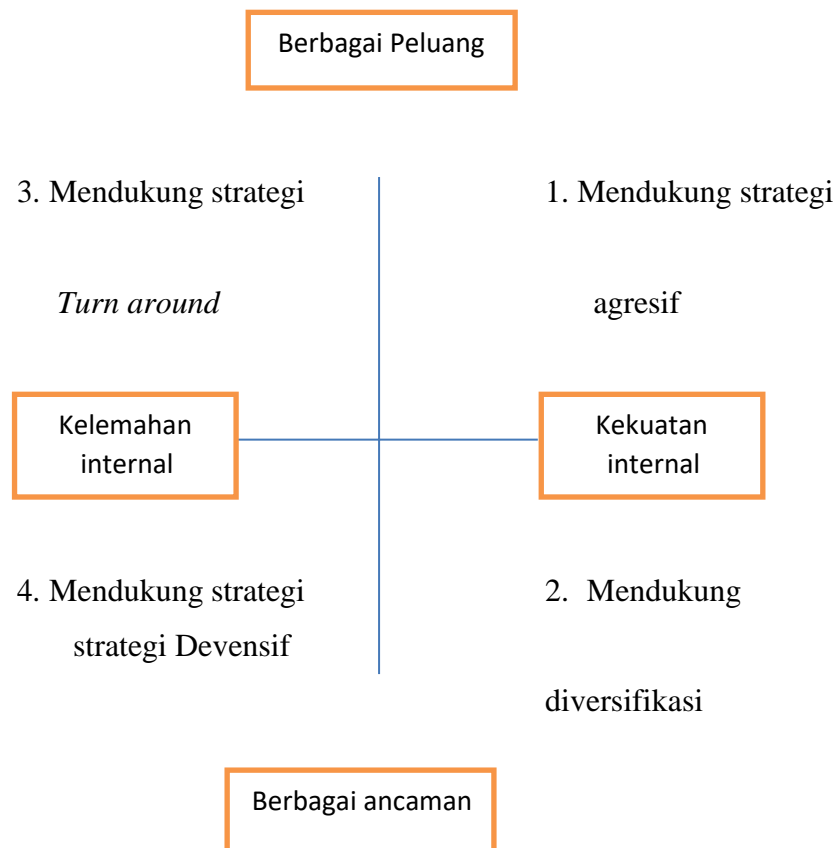 Berbagai Peluang
3. Mendukung strategi
Turn around
1. Mendukung strategi
agresif
Kelemahan
internal
Kekuatan
internal
4. Mendukung strategi
strategi Devensif
2. Mendukung
diversifikasi
Berbagai ancaman